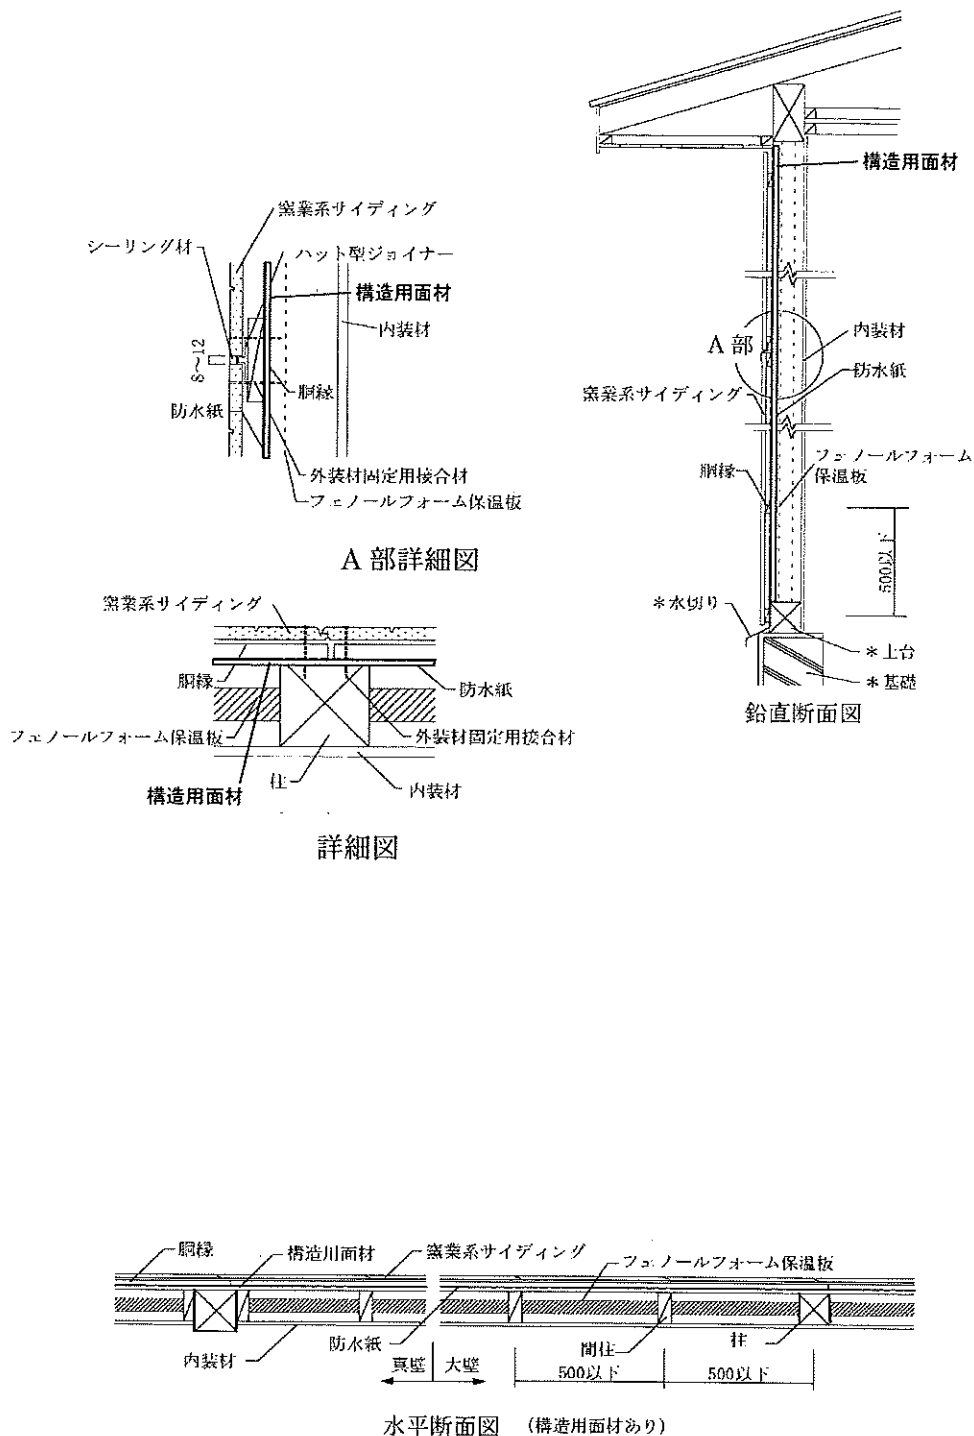 構造用面材
窯業系サイディング
シーリング材
ハット型ジョイナー
構造用面材
内装材
8〜12
胴縁
防水紙
外装材固定用接合材
フェノールフォーム保温板
A 部詳細図
A 部
内装材
防水紙
窯業系サイディング
フェノールフォーム
保温板
胴縁
500以下
*水切り
*土台
*基礎
鉛直断面図
窯業系サイディング
胴縁
防水紙
フェノールフォーム保温板
外装材固定用接合材
柱
内装材
構造用面材
詳細図
胴縁
構造用面材
窯業系サイディング
フェノールフォーム保温板
内装材
防水紙
間柱
柱
真壁
大壁
500以下
500以下
水平断面図 (構造用面材あり)